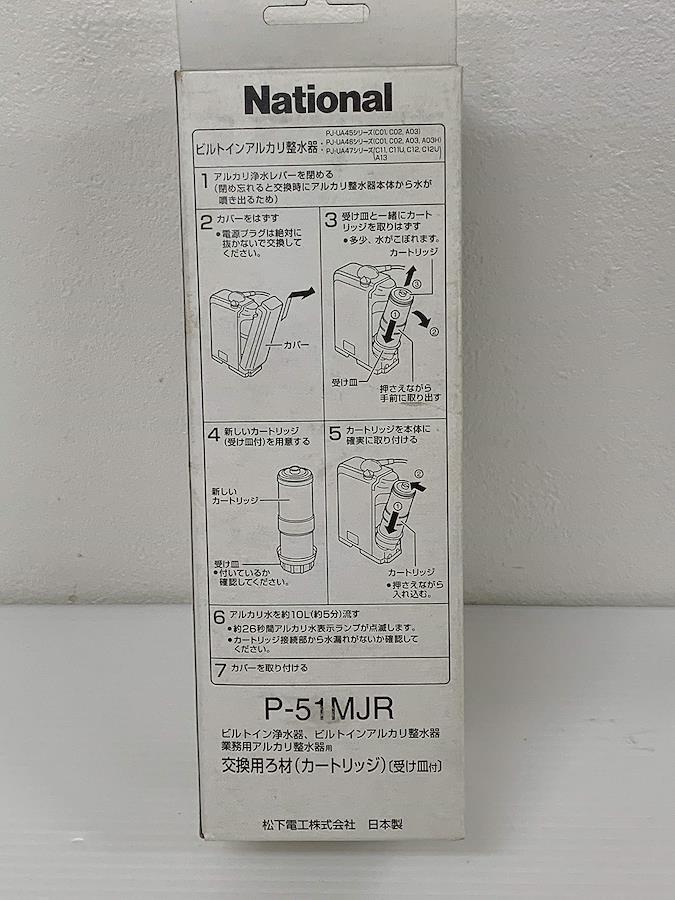 National
ビルトインアルカリ整水器・
PJ-UA45シリーズ(C01, C02, A03)
PJ-UA46シリーズ(C01, C02, A03, A03H)
PJ-UA47シリーズ(C11, C11U, C12, C12U)
A13
1 アルカリ浄水レバーを閉める
(閉め忘れると交換時にアルカリ整水器本体から水が
噴き出るため)
2 カバーをはずす
•電源プラグは絶対に
抜かないで交換して
ください。
カバー
3 受け皿と一緒にカート
リッジを取りはずす
•多少、水がこぼれます。
カートリッジ
③
①
②
受け皿
押さえながら
手前に取り出す
4 新しいカートリッジ
(受け皿付)を用意する
新しい
カートリッジ
受け皿
•付いているか
確認してください。
5 カートリッジを本体に
確実に取り付ける
②
①
カートリッジ
•押さえながら
入れ込む。
6 アルカリ水を約10L(約5分)流す
•約26秒間アルカリ水表示ランプが点滅します。
•カートリッジ接続部から水漏れがないか確認して
ください。
7 カバーを取り付ける
P-51MJR
ビルトイン浄水器、ビルトインアルカリ整水器
業務用アルカリ整水器用
交換用ろ材(カートリッジ)〔受け皿付〕
松下電工株式会社 日本製